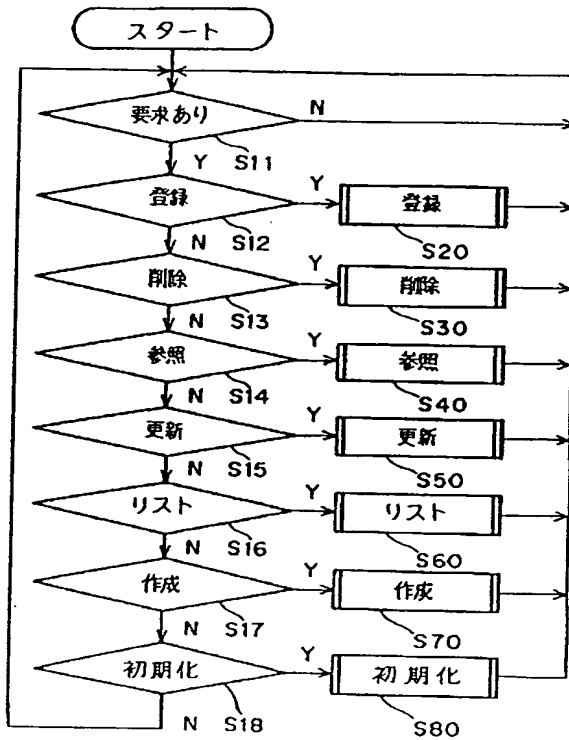 スタート
要求あり N
Y S11
登録 Y 登録
N S12 S20
削除 Y 削除
N S13 S30
参照 Y 参照
N S14 S40
更新 Y 更新
N S15 S50
リスト Y リスト
N S16 S60
作成 Y 作成
N S17 S70
初期化 Y 初期化
N S18 S80